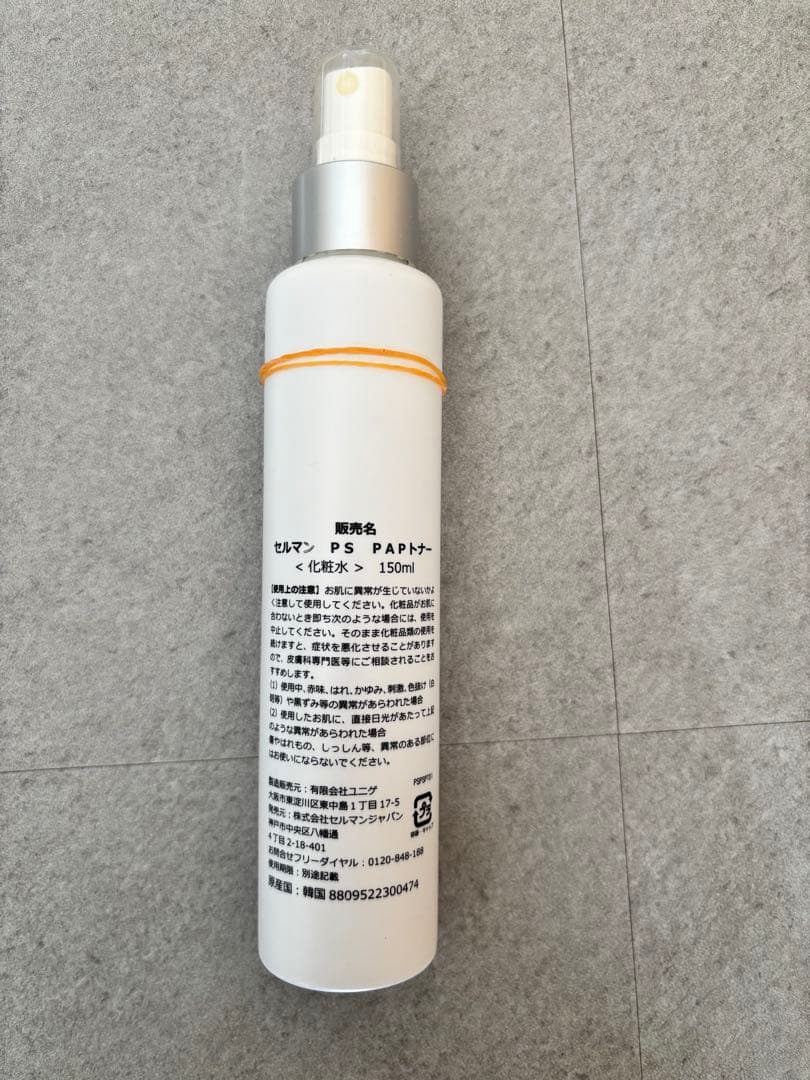 販売名
セルマン PS PAPトナー
<化粧水> 150ml
【使用上の注意】お肌に異常が生じていないかよ
く注意して使用してください。化粧品がお肌に
合わないとき即ち次のような場合には、使用を
中止してください。そのまま化粧品類の使用を
続けますと、症状を悪化させることがあります
ので、皮膚科専門医等にご相談されることをお
すすめします。
(1)使用中、赤味、はれ、かゆみ、刺激、色抜け(白
斑等)や黒ずみ等の異常があらわれた場合
(2)使用したお肌に、直接日光があたって上記
のような異常があらわれた場合
傷やはれもの、しっしん等、異常のある部位に
はお使いにならないでください。
製造販売元:有限会社ユニゲ
大阪市東淀川区東中島1丁目17-5
発売元:株式会社セルマンジャパン
神戸市中央区八幡通
4丁目2-18-401
お問合せフリーダイヤル:0120-848-188
使用期限:別途記載
原産国:韓国 8809522300474
プラ